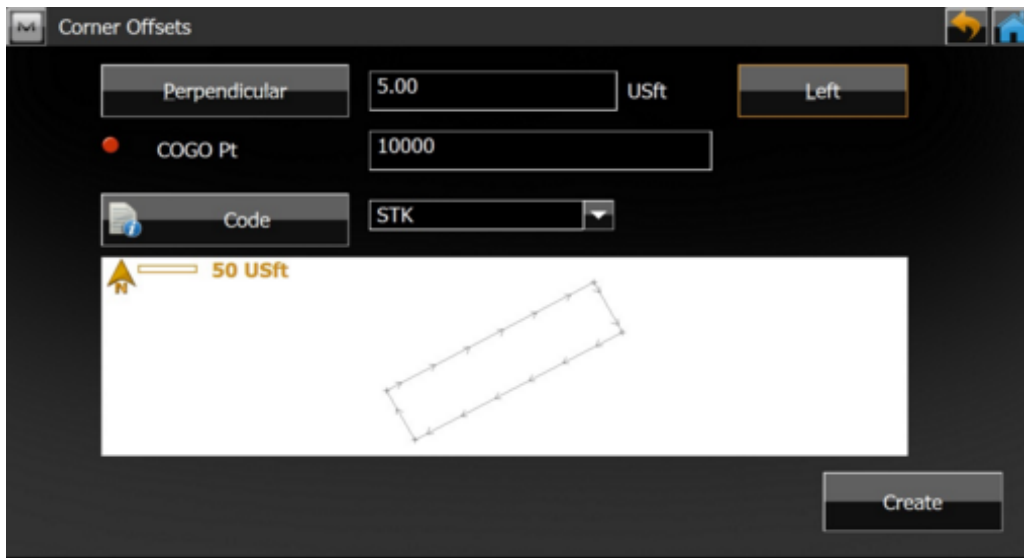 Corner Offsets
Perpendicular 5.00 USft Left
COGO Pt 10000
Code STK
50 USft
N
Create